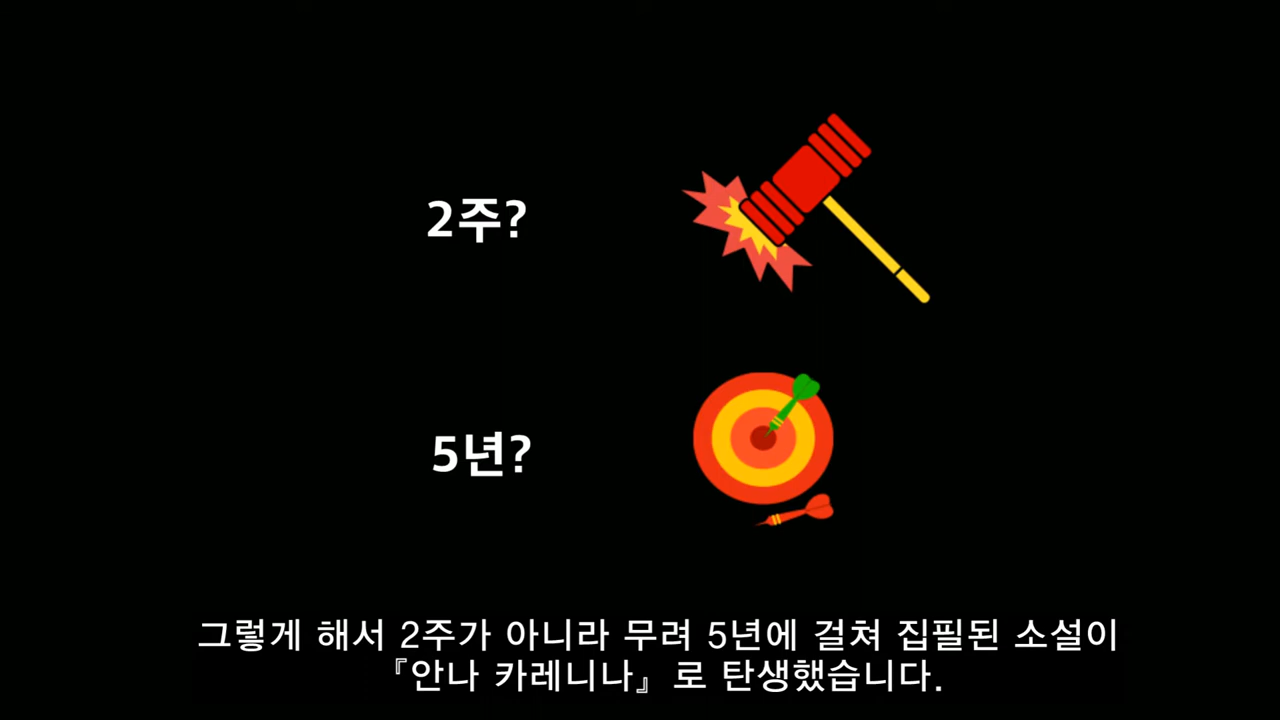 2주?
5년?
그렇게 해서 2주가 아니라 무려 5년에 걸쳐 집필된 소설이
『안나 카레니나』로 탄생했습니다.